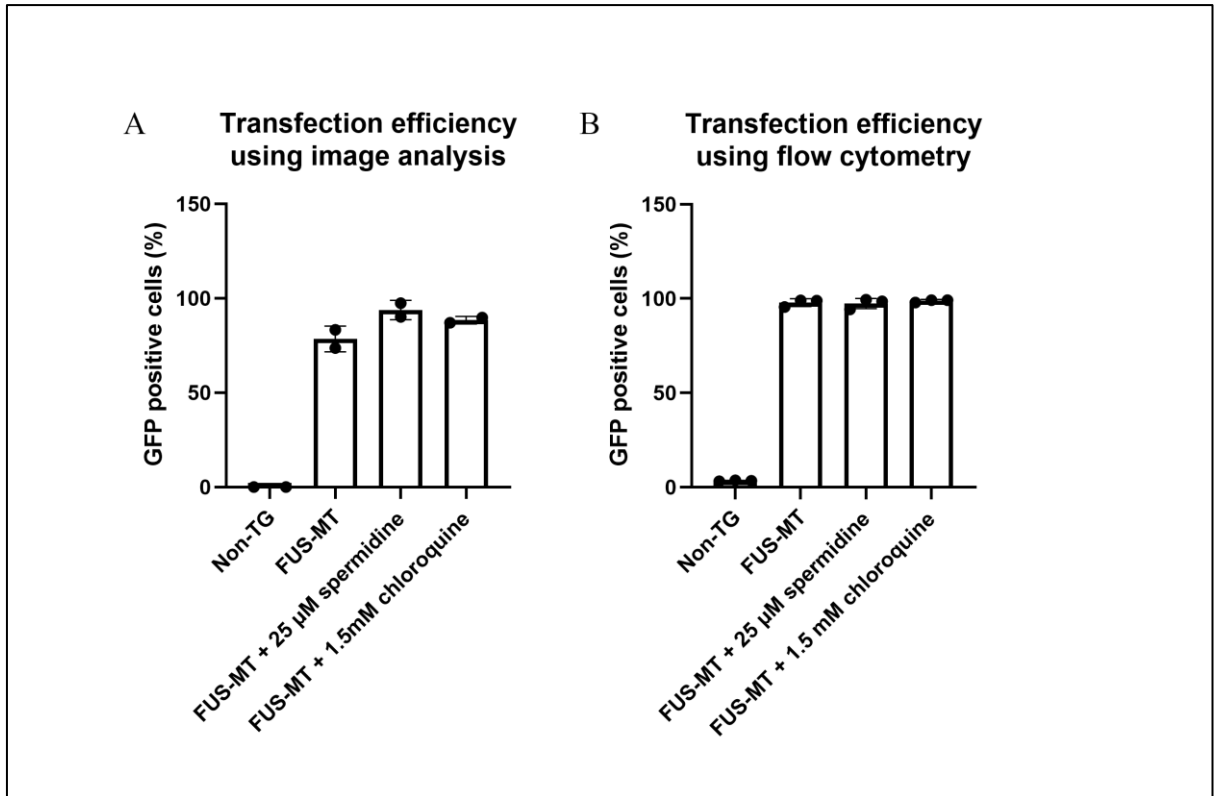 A
Transfection efficiency
using image analysis
GFP positive cells (%)
150
100
50
0
Non-TG
FUS-MT
FUS-MT + 25 µM spermidine
FUS-MT + 1.5mM chloroquine
B
Transfection efficiency
using flow cytometry
GFP positive cells (%)
150
100
50
0
Non-TG
FUS-MT
FUS-MT + 25 µM spermidine
FUS-MT + 1.5 mM chloroquine